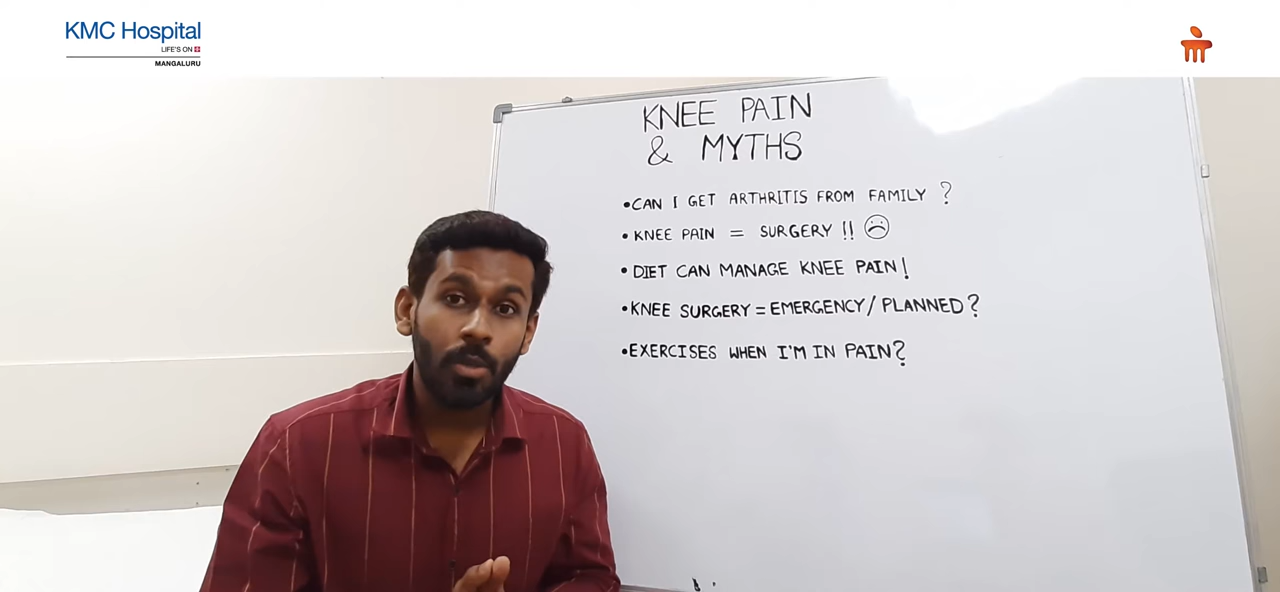 KMC Hospital
LIFE'S ON
MANGALURU
KNEE PAIN
& MYTHS
•CAN I GET ARTHRITIS FROM FAMILY ?
• KNEE PAIN = SURGERY !!
• DIET CAN MANAGE KNEE PAIN!
•KNEE SURGERY = EMERGENCY/ PLANNED?
•EXERCISES WHEN I'M IN PAIN?